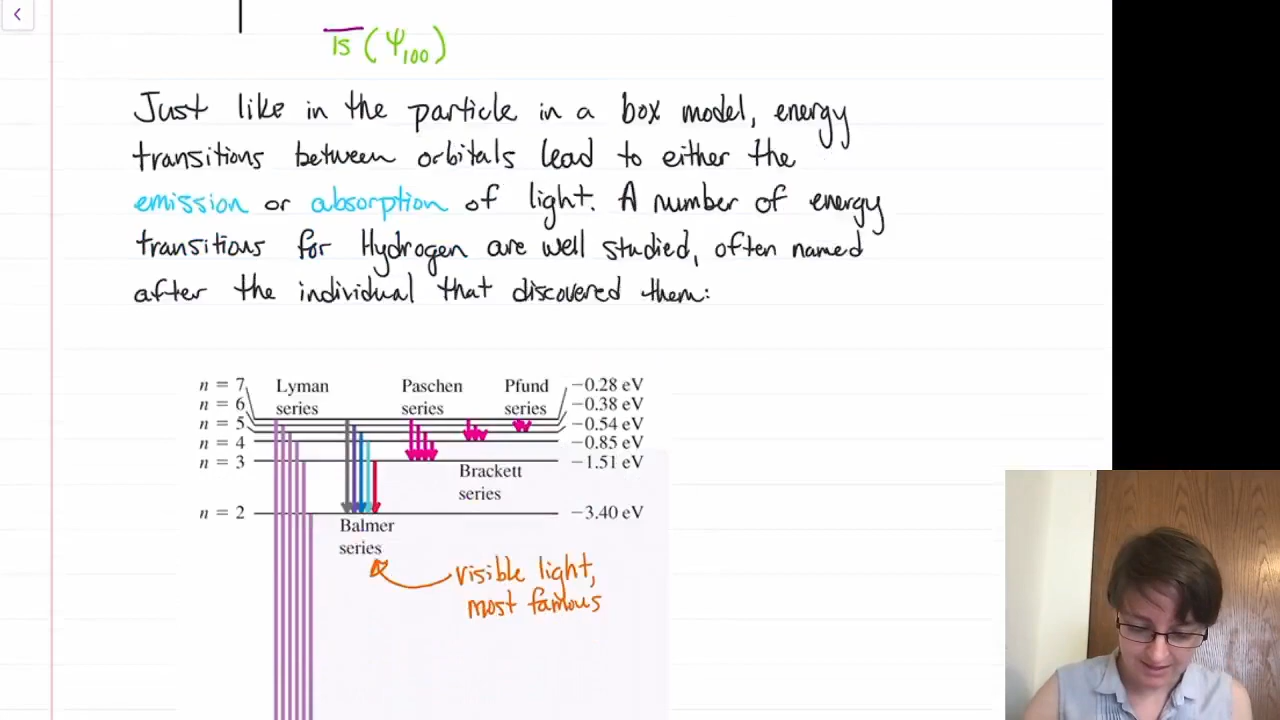 1s (Ψ100)
Just like in the particle in a box model, energy
transitions between orbitals lead to either the
emission or absorption of light. A number of energy
transitions for Hydrogen are well studied, often named
after the individual that discovered them:
n = 7 Lyman series Paschen series Pfund series −0.28 eV
n = 6 −0.38 eV
n = 5 −0.54 eV
n = 4 −0.85 eV
n = 3 −1.51 eV
Brackett
series
n = 2 −3.40 eV
Balmer
series
visible light,
most famous